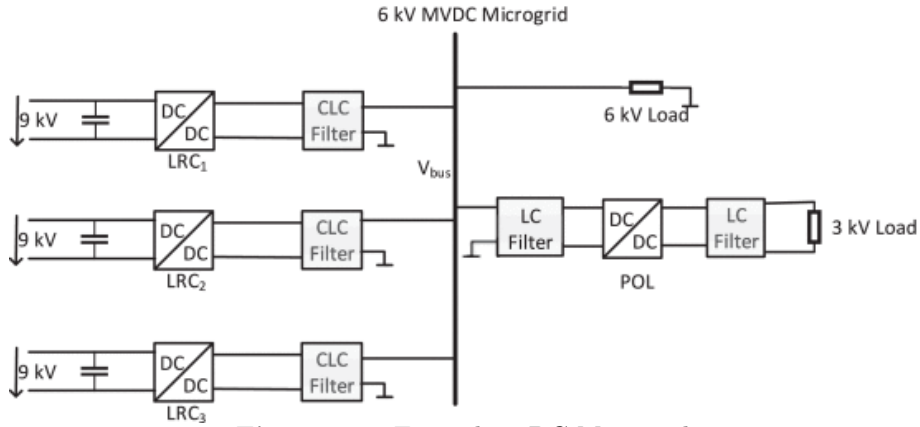 6 kV MVDC Microgrid
9 kV
DC
DC
LRC1
CLC
Filter
6 kV Load
Vbus
9 kV
DC
DC
LRC2
CLC
Filter
LC
Filter
DC
DC
POL
LC
Filter
3 kV Load
9 kV
DC
DC
LRC3
CLC
Filter